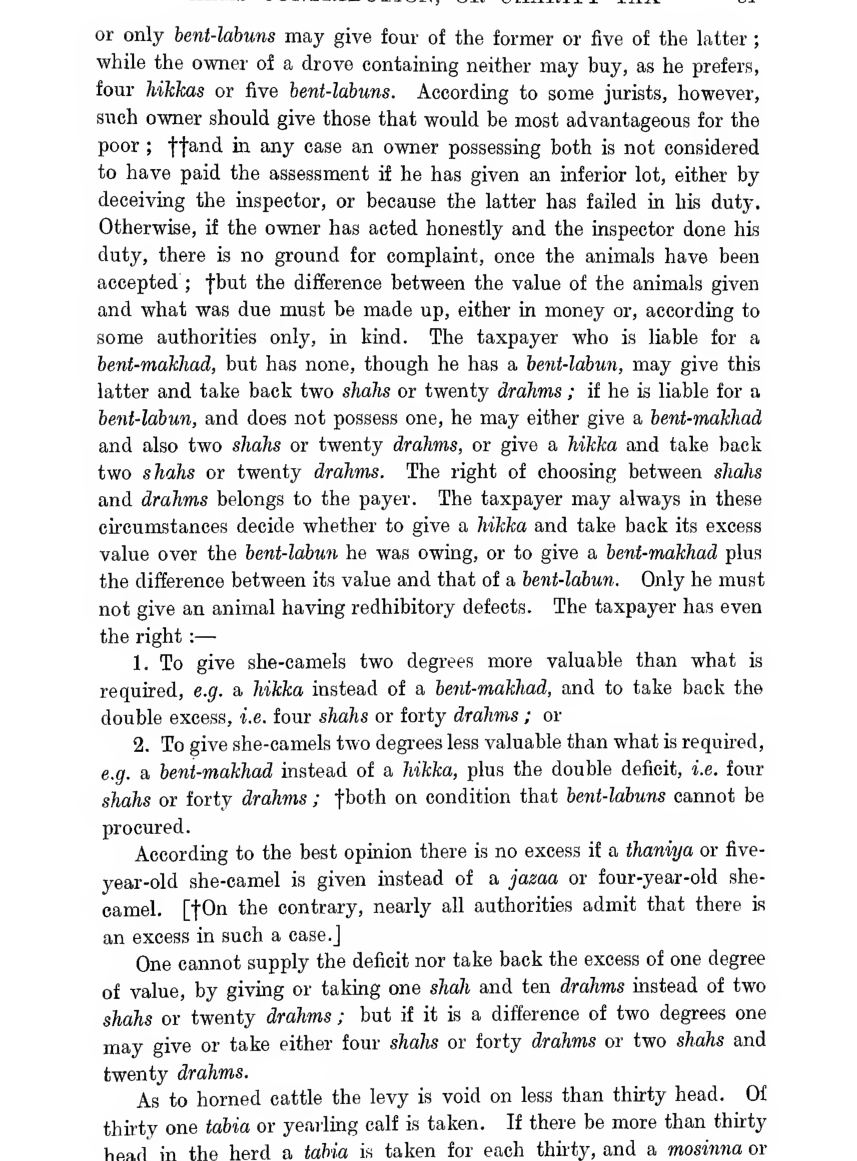 or only bent-labuns may give four of the former or five of the latter ;
while the owner of a drove containing neither may buy, as he prefers,
four hikkas or five bent-labuns. According to some jurists, however,
such owner should give those that would be most advantageous for the
poor ; ††and in any case an owner possessing both is not considered
to have paid the assessment if he has given an inferior lot, either by
deceiving the inspector, or because the latter has failed in his duty.
Otherwise, if the owner has acted honestly and the inspector done his
duty, there is no ground for complaint, once the animals have been
accepted ; †but the difference between the value of the animals given
and what was due must be made up, either in money or, according to
some authorities only, in kind. The taxpayer who is liable for a
bent-makhad, but has none, though he has a bent-labun, may give this
latter and take back two shahs or twenty drahms ; if he is liable for a
bent-labun, and does not possess one, he may either give a bent-makhad
and also two shahs or twenty drahms, or give a hikka and take back
two shahs or twenty drahms. The right of choosing between shahs
and drahms belongs to the payer. The taxpayer may always in these
circumstances decide whether to give a hikka and take back its excess
value over the bent-labun he was owing, or to give a bent-makhad plus
the difference between its value and that of a bent-labun. Only he must
not give an animal having redhibitory defects. The taxpayer has even
the right :—
1. To give she-camels two degrees more valuable than what is
required, e.g. a hikka instead of a bent-makhad, and to take back the
double excess, i.e. four shahs or forty drahms ; or
2. To give she-camels two degrees less valuable than what is required,
e.g. a bent-makhad instead of a hikka, plus the double deficit, i.e. four
shahs or forty drahms ; †both on condition that bent-labuns cannot be
procured.
According to the best opinion there is no excess if a thaniya or five-
year-old she-camel is given instead of a jazaa or four-year-old she-
camel. [†On the contrary, nearly all authorities admit that there is
an excess in such a case.]
One cannot supply the deficit nor take back the excess of one degree
of value, by giving or taking one shah and ten drahms instead of two
shahs or twenty drahms ; but if it is a difference of two degrees one
may give or take either four shahs or forty drahms or two shahs and
twenty drahms.
As to horned cattle the levy is void on less than thirty head. Of
thirty one tabia or yearling calf is taken. If there be more than thirty
head in the herd a tabia is taken for each thirty, and a mosinna or